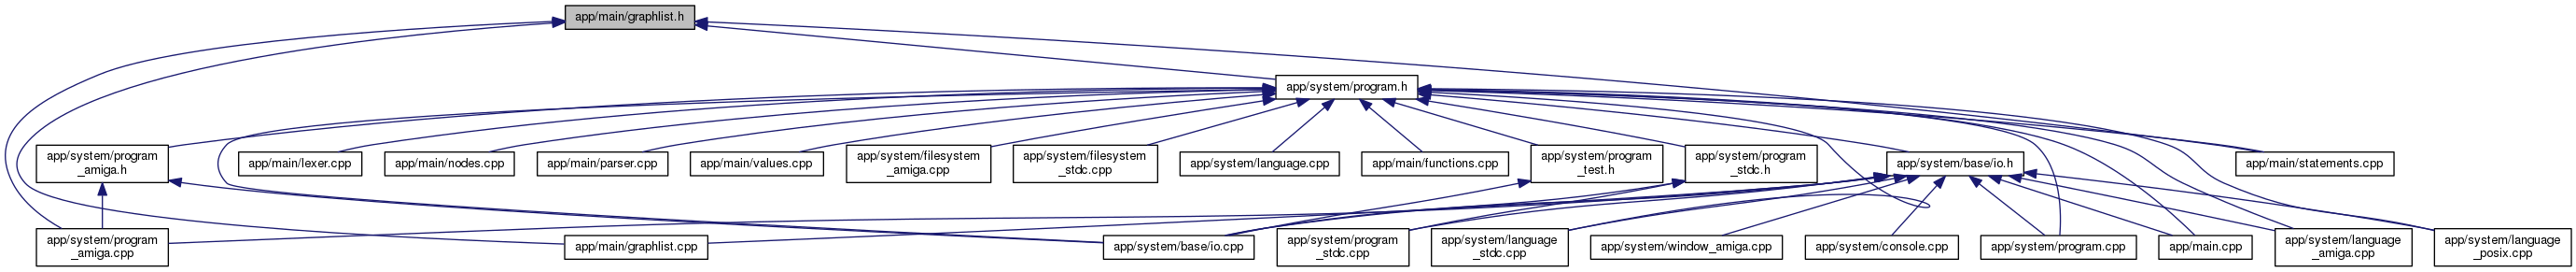 app/main/graphlist.h
app/system/program.h
app/system/program
_amiga.h
app/main/lexer.cpp
app/main/nodes.cpp
app/main/parser.cpp
app/main/values.cpp
app/system/filesystem
_amiga.cpp
app/system/filesystem
_stdc.cpp
app/system/language.cpp
app/main/functions.cpp
app/system/program
_test.h
app/system/program
_stdc.h
app/system/base/io.h
app/main/statements.cpp
app/system/program
_amiga.cpp
app/main/graphlist.cpp
app/system/base/io.cpp
app/system/program
_stdc.cpp
app/system/language
_stdc.cpp
app/system/window_amiga.cpp
app/system/console.cpp
app/system/program.cpp
app/main.cpp
app/system/language
_amiga.cpp
app/system/language
_posix.cpp